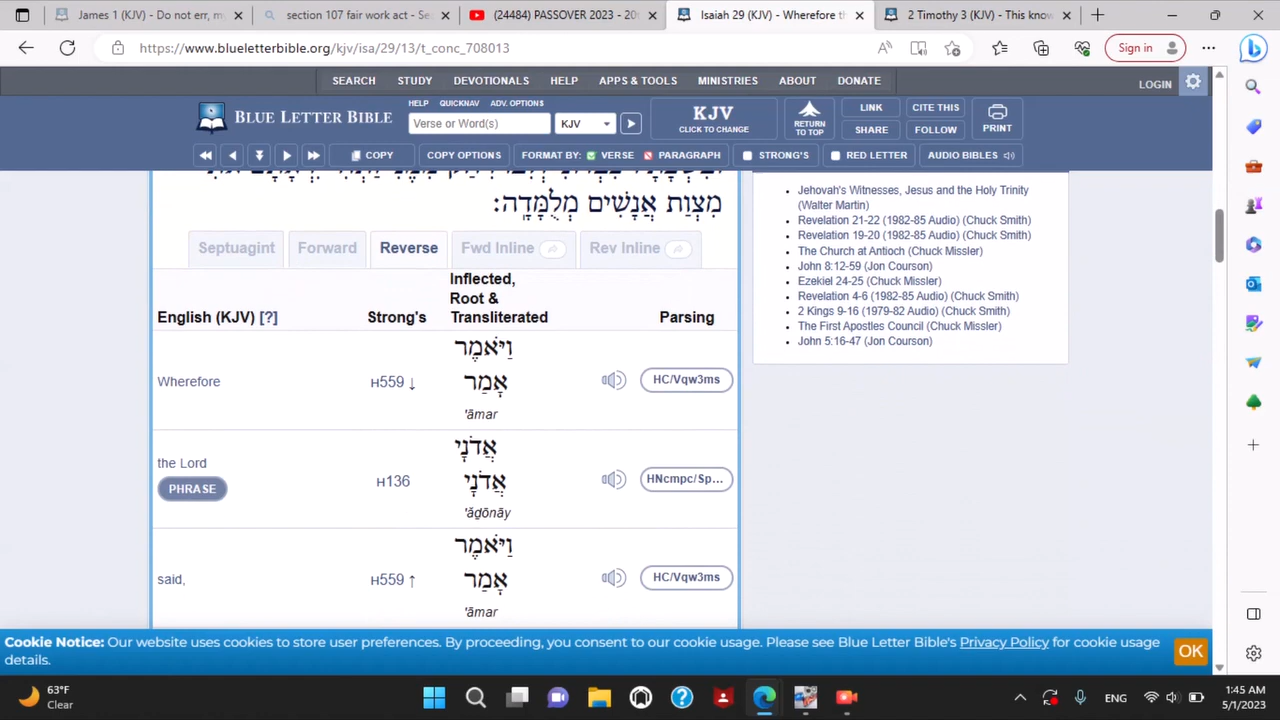 James 1 (KJV) - Do not err, my
section 107 fair work act - Se
(24484) PASSOVER 2023 - 20t
Isaiah 29 (KJV) - Wherefore th
2 Timothy 3 (KJV) - This know
https://www.blueletterbible.org/kjv/isa/29/13/t_conc_708013
Sign in
SEARCH STUDY DEVOTIONALS HELP APPS & TOOLS MINISTRIES ABOUT DONATE
LOGIN
BLUE LETTER BIBLE
HELP QUICKNAV ADV. OPTIONS
Verse or Word(s)
KJV
KJV
CLICK TO CHANGE
RETURN
TO TOP
LINK
CITE THIS
SHARE
FOLLOW
PRINT
COPY COPY OPTIONS FORMAT BY: VERSE PARAGRAPH STRONG'S RED LETTER AUDIO BIBLES
מִצְוַת אֲנָשִׁים מְלֻמָּדָֽה׃
Septuagint Forward Reverse Fwd Inline Rev Inline
English (KJV) [?]
Strong's
Inflected,
Root &
Transliterated
Parsing
Wherefore
H559 ↓
וַיֹּאמֶר
אָמַר
'āmar
HC/Vqw3ms
the Lord
PHRASE
H136
אֲדֹנָי
אֲדֹנָי
'ăḏōnāy
HNcmpc/Sp...
said,
H559 ↑
וַיֹּאמֶר
אָמַר
'āmar
HC/Vqw3ms
Jehovah's Witnesses, Jesus and the Holy Trinity
(Walter Martin)
Revelation 21-22 (1982-85 Audio) (Chuck Smith)
Revelation 19-20 (1982-85 Audio) (Chuck Smith)
The Church at Antioch (Chuck Missler)
John 8:12-59 (Jon Courson)
Ezekiel 24-25 (Chuck Missler)
Revelation 4-6 (1982-85 Audio) (Chuck Smith)
2 Kings 9-16 (1979-82 Audio) (Chuck Smith)
The First Apostles Council (Chuck Missler)
John 5:16-47 (Jon Courson)
Cookie Notice: Our website uses cookies to store user preferences. By proceeding, you consent to our cookie usage. Please see Blue Letter Bible's Privacy Policy for cookie usage
details.
OK
63°F
Clear
ENG
1:45 AM
5/1/2023